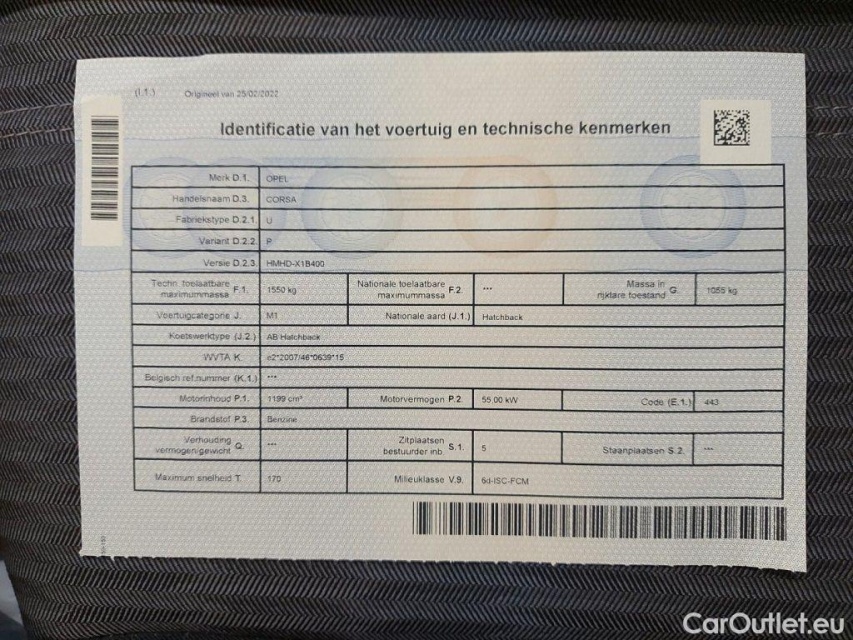 (I.1.) Origineel van 25/02/2022
Identificatie van het voertuig en technische kenmerken
Merk D.1. OPEL
Handelsnaam D.3. CORSA
Fabriekstype D.2.1. U
Variant D.2.2. P
Versie D.2.3. HMHD-X1B400
Techn. toelaatbare maximummassa F.1. 1550 kg Nationale toelaatbare maximummassa F.2. --- Massa in rijklare toestand G. 1055 kg
Voertuigcategorie J. M1 Nationale aard (J.1.) Hatchback
Koetswerktype (J.2.) AB Hatchback
WVTA K. e2*2007/46*0639*15
Belgisch ref.nummer (K.1.) ---
Motorinhoud P.1. 1199 cm³ Motorvermogen P.2. 55.00 kW Code (E.1.) 443
Brandstof P.3. Benzine
Verhouding vermogen/gewicht Q. --- Zitplaatsen bestuurder inb. S.1. 5 Staanplaatsen S.2. ---
Maximum snelheid T. 170 Milieuklasse V.9. 6d-ISC-FCM
CarOutlet.eu